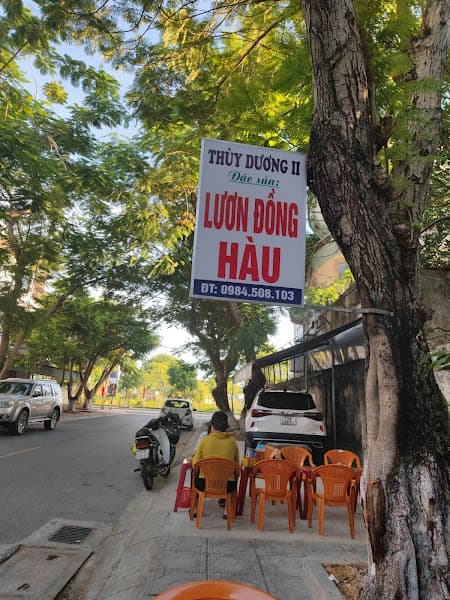 THÙY DƯƠNG II
Đặc sản:
LƯƠN ĐỒNG
HÀU
ĐT: 0984.508.103